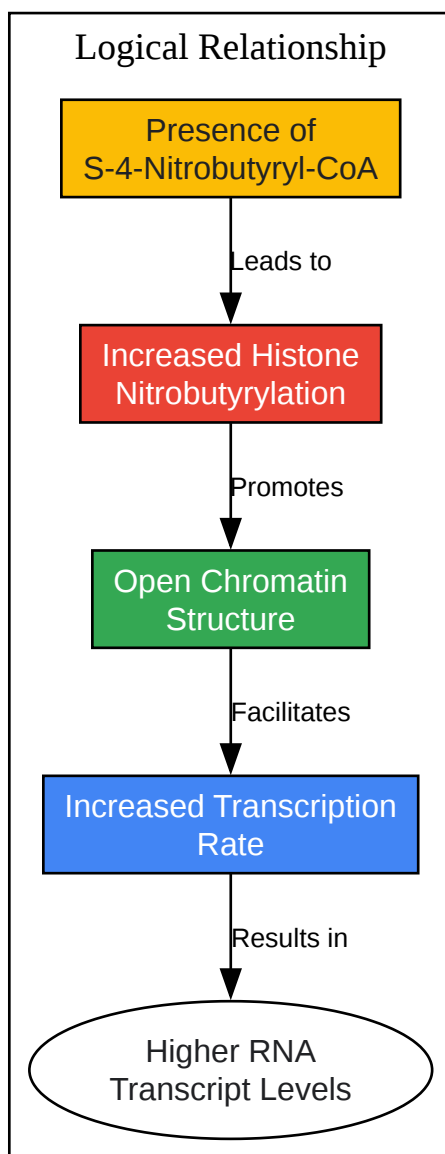 Logical Relationship
Presence of
S-4-Nitrobutyryl-CoA
Leads to
Increased Histone
Nitrobutyrylation
Promotes
Open Chromatin
Structure
Facilitates
Increased Transcription
Rate
Results in
Higher RNA
Transcript Levels